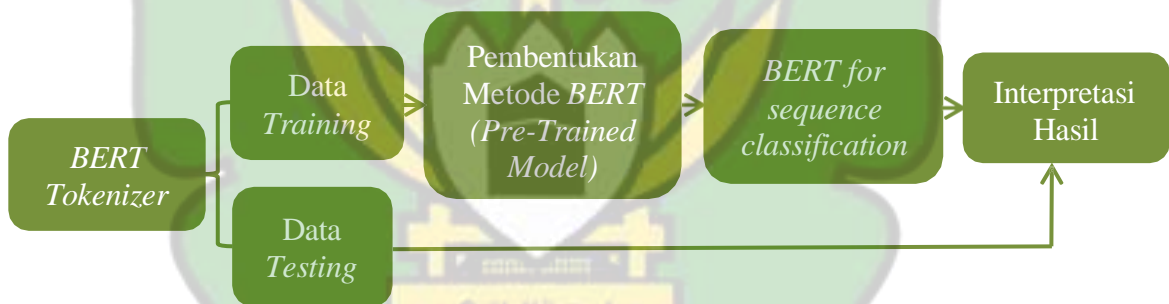 BERT
Tokenizer
Data
Training
Data
Testing
Pembentukan
Metode BERT
(Pre-Trained
Model)
BERT for
sequence
classification
Interpretasi
Hasil